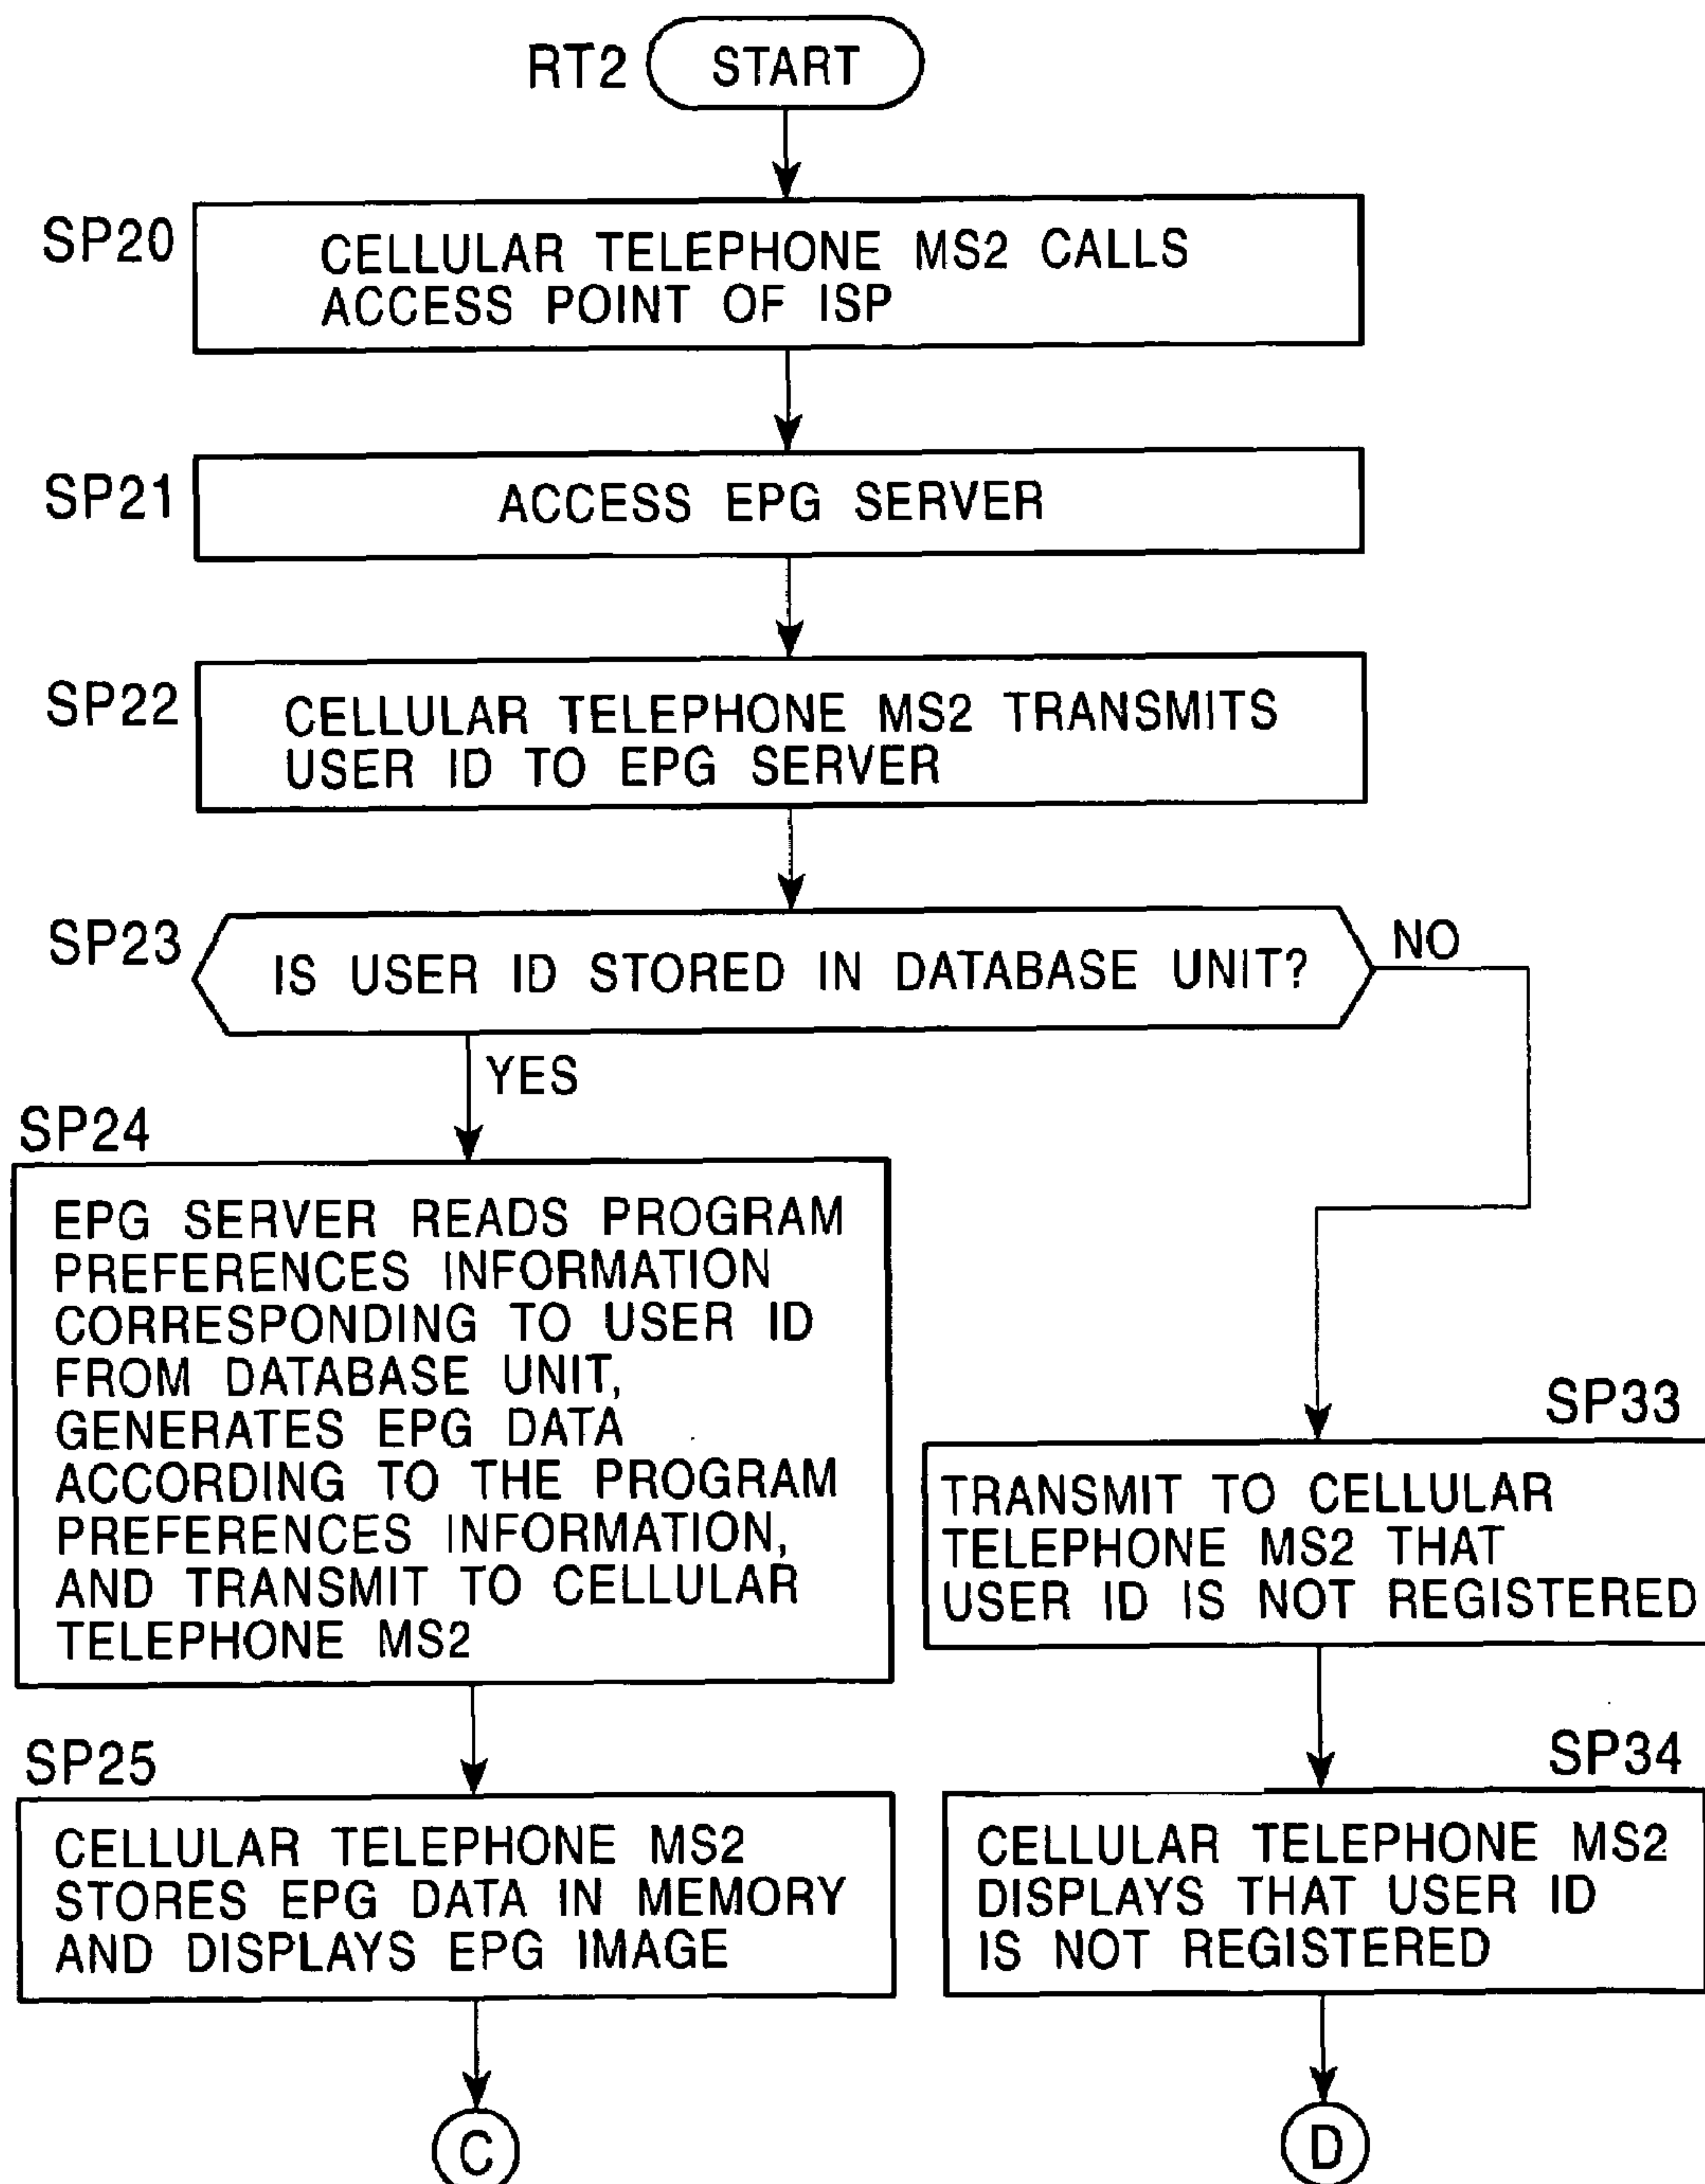 RT2 START
SP20
CELLULAR TELEPHONE MS2 CALLS
ACCESS POINT OF ISP
SP21
ACCESS EPG SERVER
SP22
CELLULAR TELEPHONE MS2 TRANSMITS
USER ID TO EPG SERVER
SP23
IS USER ID STORED IN DATABASE UNIT?
NO
YES
SP24
EPG SERVER READS PROGRAM
PREFERENCES INFORMATION
CORRESPONDING TO USER ID
FROM DATABASE UNIT,
GENERATES EPG DATA
ACCORDING TO THE PROGRAM
PREFERENCES INFORMATION,
AND TRANSMIT TO CELLULAR
TELEPHONE MS2
SP33
TRANSMIT TO CELLULAR
TELEPHONE MS2 THAT
USER ID IS NOT REGISTERED
SP25
CELLULAR TELEPHONE MS2
STORES EPG DATA IN MEMORY
AND DISPLAYS EPG IMAGE
SP34
CELLULAR TELEPHONE MS2
DISPLAYS THAT USER ID
IS NOT REGISTERED
C
D